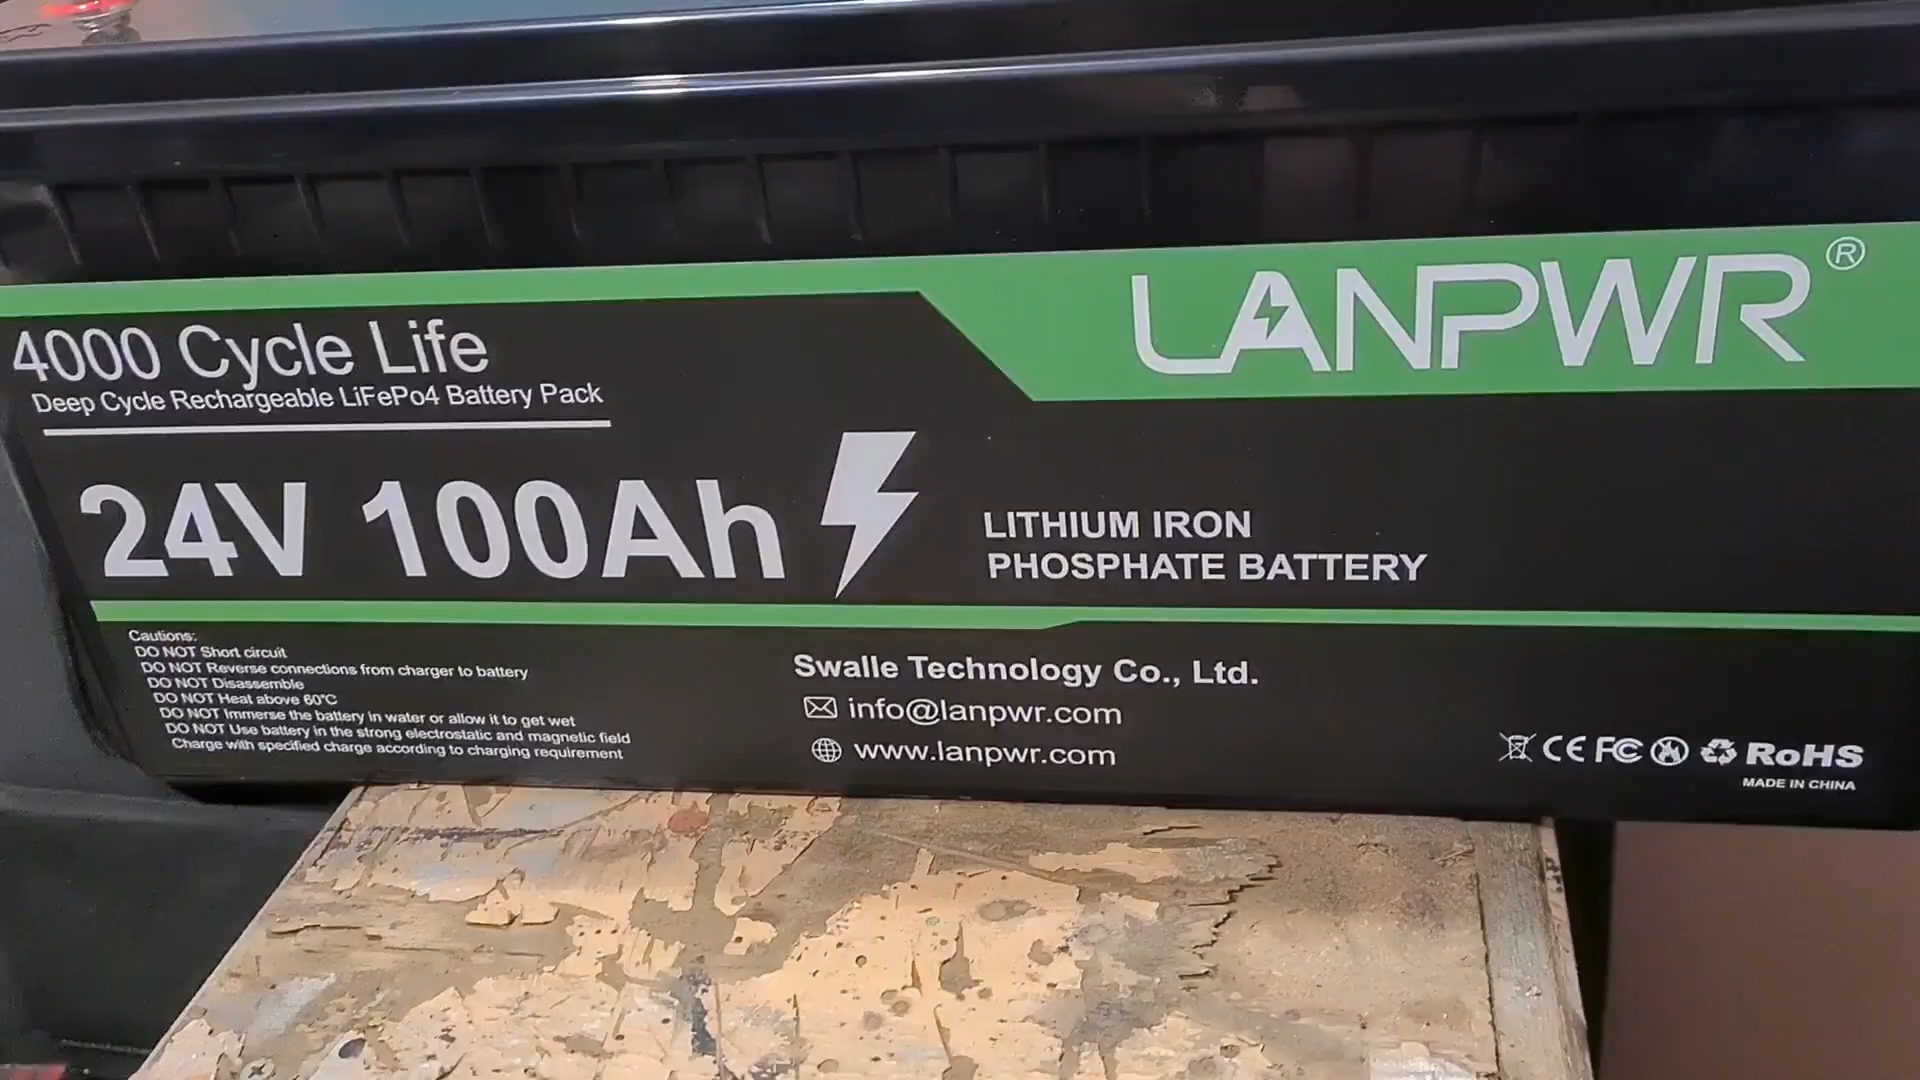 LANPWR®
4000 Cycle Life
Deep Cycle Rechargeable LiFePo4 Battery Pack
24V 100Ah
LITHIUM IRON
PHOSPHATE BATTERY
Cautions:
DO NOT Short circuit
DO NOT Reverse connections from charger to battery
DO NOT Disassemble
DO NOT Heat above 60°C
DO NOT Immerse the battery in water or allow it to get wet
DO NOT Use battery in the strong electrostatic and magnetic field
Charge with specified charge according to charging requirement
Swalle Technology Co., Ltd.
info@lanpwr.com
www.lanpwr.com
CE FC RoHS
MADE IN CHINA